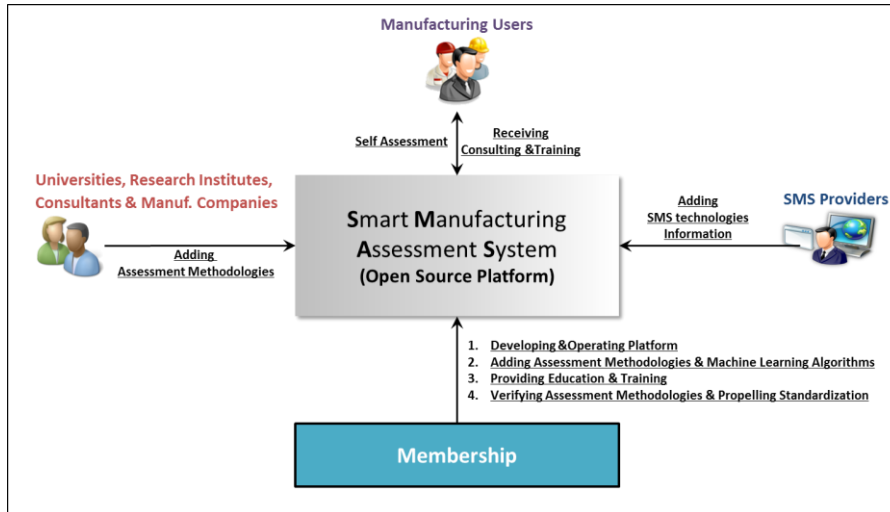 Manufacturing Users
Self Assessment
Receiving
Consulting &Training
Universities, Research Institutes,
Consultants & Manuf. Companies
Adding
Assessment Methodologies
Smart Manufacturing
Assessment System
(Open Source Platform)
Adding
SMS technologies
Information
SMS Providers
1. Developing &Operating Platform
2. Adding Assessment Methodologies & Machine Learning Algorithms
3. Providing Education & Training
4. Verifying Assessment Methodologies & Propelling Standardization
Membership